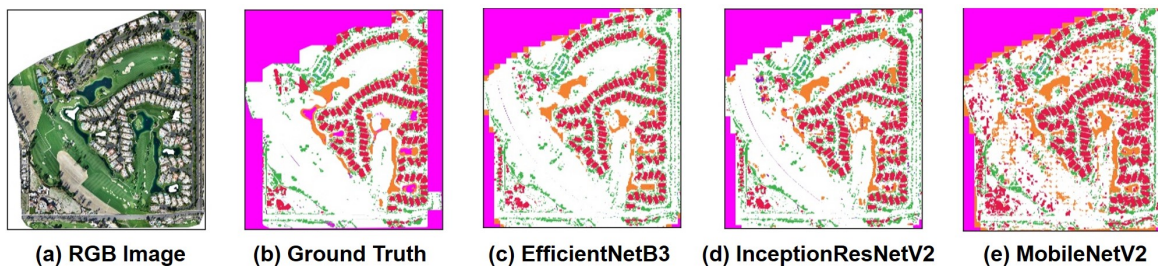 (a) RGB Image
(b) Ground Truth
(c) EfficientNetB3
(d) InceptionResNetV2
(e) MobileNetV2